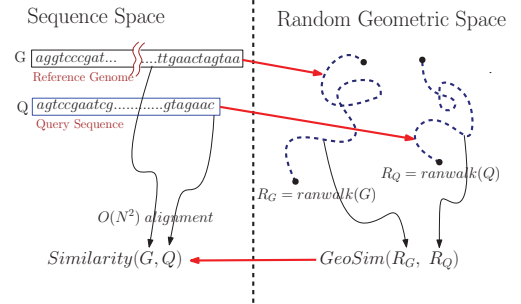 Sequence Space
Random Geometric Space
G aggtcccgat... ....ttgaactagtaa
Reference Genome
Q agtccgaatcg.............gtagaac
Query Sequence
R_Q = ranwalk(Q)
R_G = ranwalk(G)
O(N²) alignment
Similarity(G, Q)
GeoSim(R_G, R_Q)